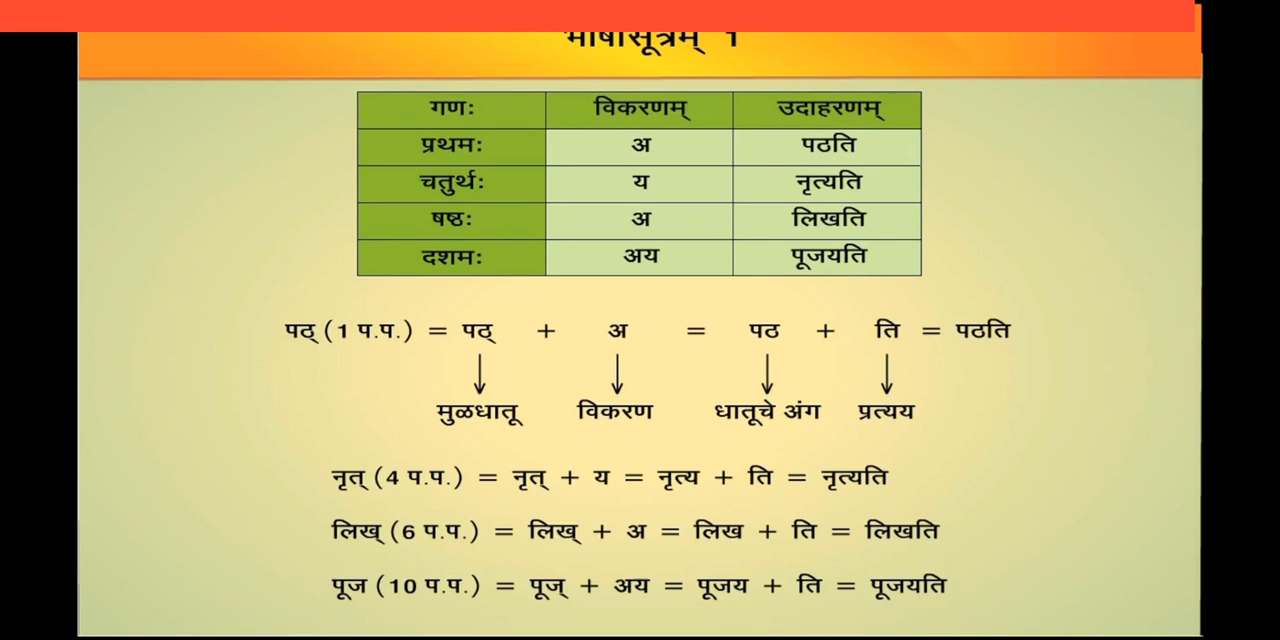 भाषासूत्रम् 1
गणः विकरणम् उदाहरणम्
प्रथमः अ पठति
चतुर्थः य नृत्यति
षष्ठः अ लिखति
दशमः अय पूजयति
पठ् (1 प.प.) = पठ् + अ = पठ + ति = पठति
मुळधातू विकरण धातूचे अंग प्रत्यय
नृत् (4 प.प.) = नृत् + य = नृत्य + ति = नृत्यति
लिख् (6 प.प.) = लिख् + अ = लिख + ति = लिखति
पूज (10 प.प.) = पूज् + अय = पूजय + ति = पूजयति